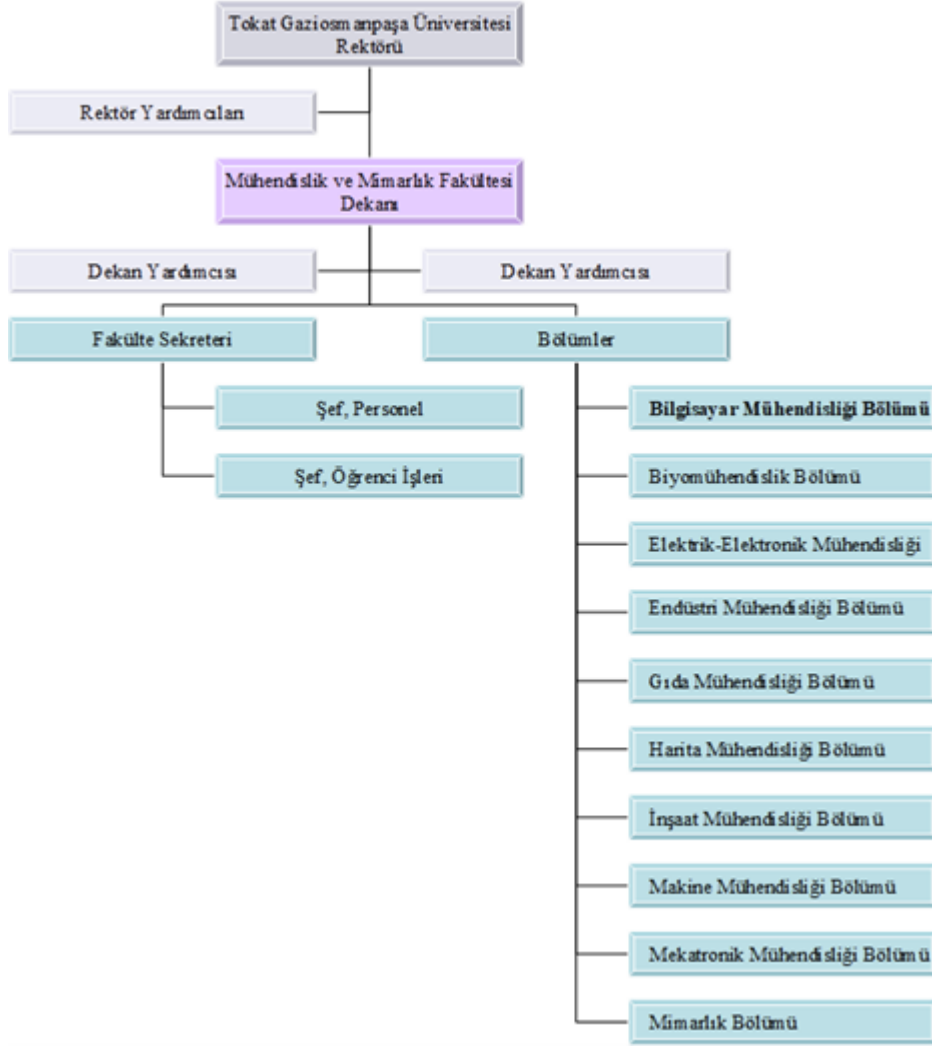 Tokat Gaziosmanpaşa Üniversitesi
Rektörü
Rektör Yardımcıları
Mühendislik ve Mimarlık Fakültesi
Dekanı
Dekan Yardımcısı
Dekan Yardımcısı
Fakülte Sekreteri
Bölümler
Şef, Personel
Şef, Öğrenci İşleri
Bilgisayar Mühendisliği Bölümü
Biyomühendislik Bölümü
Elektrik-Elektronik Mühendisliği
Endüstri Mühendisliği Bölümü
Gıda Mühendisliği Bölümü
Harita Mühendisliği Bölümü
İnşaat Mühendisliği Bölümü
Makine Mühendisliği Bölümü
Mekatronik Mühendisliği Bölümü
Mimarlık Bölümü